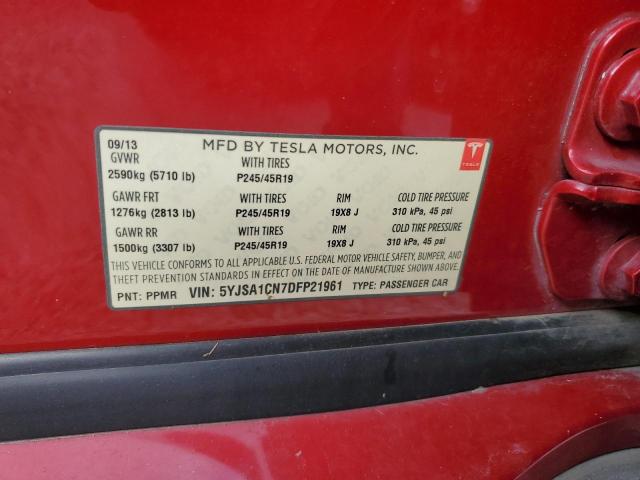 09/13 MFD BY TESLA MOTORS, INC.
GVWR WITH TIRES TESLA
2590kg (5710 lb) P245/45R19
GAWR FRT WITH TIRES RIM COLD TIRE PRESSURE
1276kg (2813 lb) P245/45R19 19X8 J 310 kPa, 45 psi
GAWR RR WITH TIRES RIM COLD TIRE PRESSURE
1500kg (3307 lb) P245/45R19 19X8 J 310 kPa, 45 psi
THIS VEHICLE CONFORMS TO ALL APPLICABLE U.S. FEDERAL MOTOR VEHICLE SAFETY, BUMPER, AND
THEFT PREVENTION STANDARDS IN EFFECT ON THE DATE OF MANUFACTURE SHOWN ABOVE.
PNT: PPMR VIN: 5YJSA1CN7DFP21961 TYPE: PASSENGER CAR